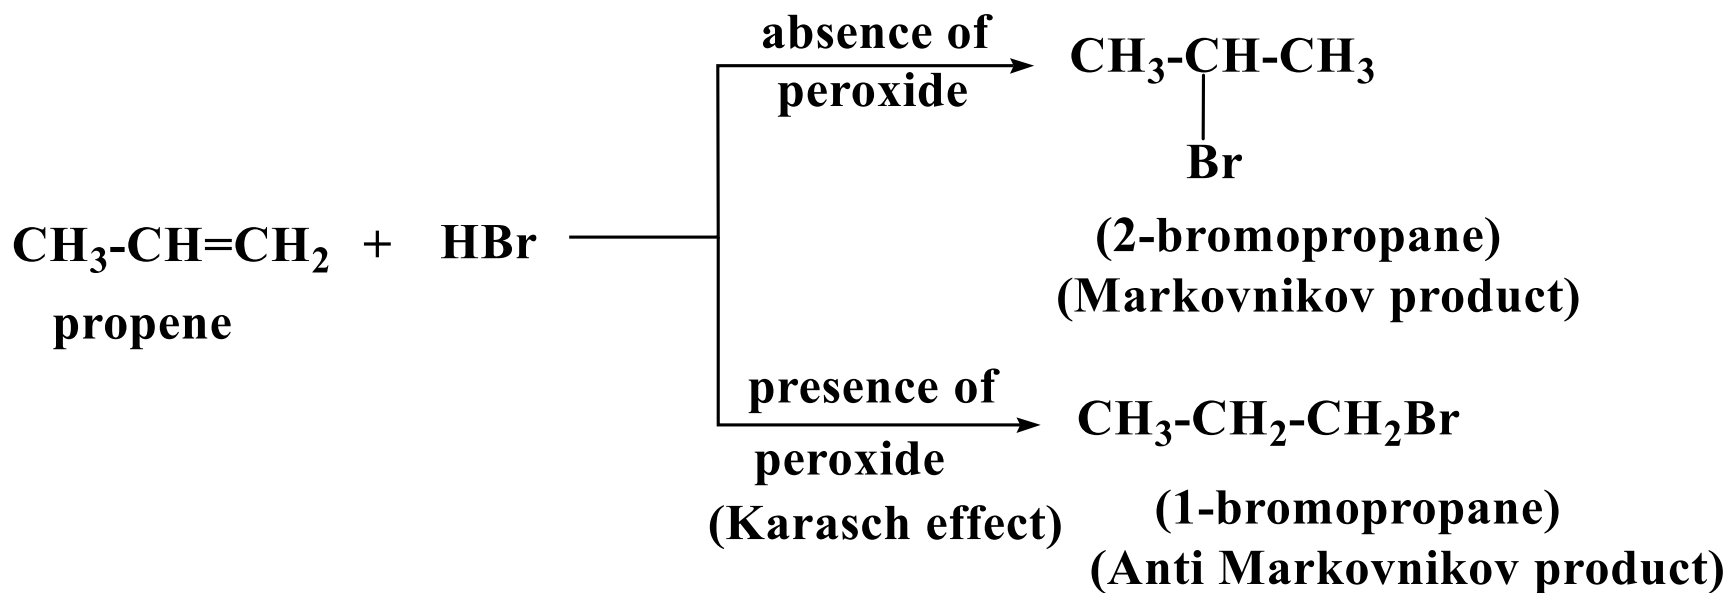 absence of
peroxide
CH₃-CH-CH₃
Br
(2-bromopropane)
(Markovnikov product)
CH₃-CH=CH₂ + HBr
propene
presence of
peroxide
(Karasch effect)
CH₃-CH₂-CH₂Br
(1-bromopropane)
(Anti Markovnikov product)